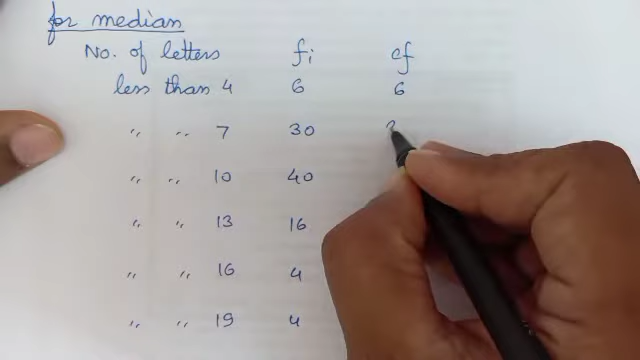 for median
No. of letters fi cf
less than 4 6 6
" " 7 30
" " 10 40
" " 13 16
" " 16 4
" " 19 4